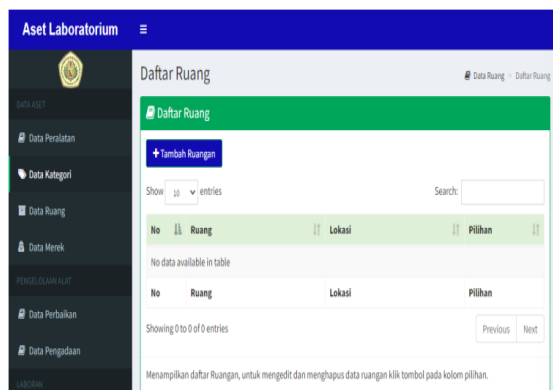 Aset Laboratorium
Daftar Ruang
Data Ruang > Daftar Ruang
DATA ASET
Daftar Ruang
Data Peralatan
+ Tambah Ruangan
Data Kategori
Show 10 entries
Search:
Data Ruang
No Ruang Lokasi Pilihan
Data Merek
No data available in table
PENGELOLAAN ALAT
No Ruang Lokasi Pilihan
Data Perbaikan
Showing 0 to 0 of 0 entries
Previous Next
Data Pengadaan
Menampilkan daftar Ruangan, untuk mengedit dan menghapus data ruangan klik tombol pada kolom pilihan.
LABORAN